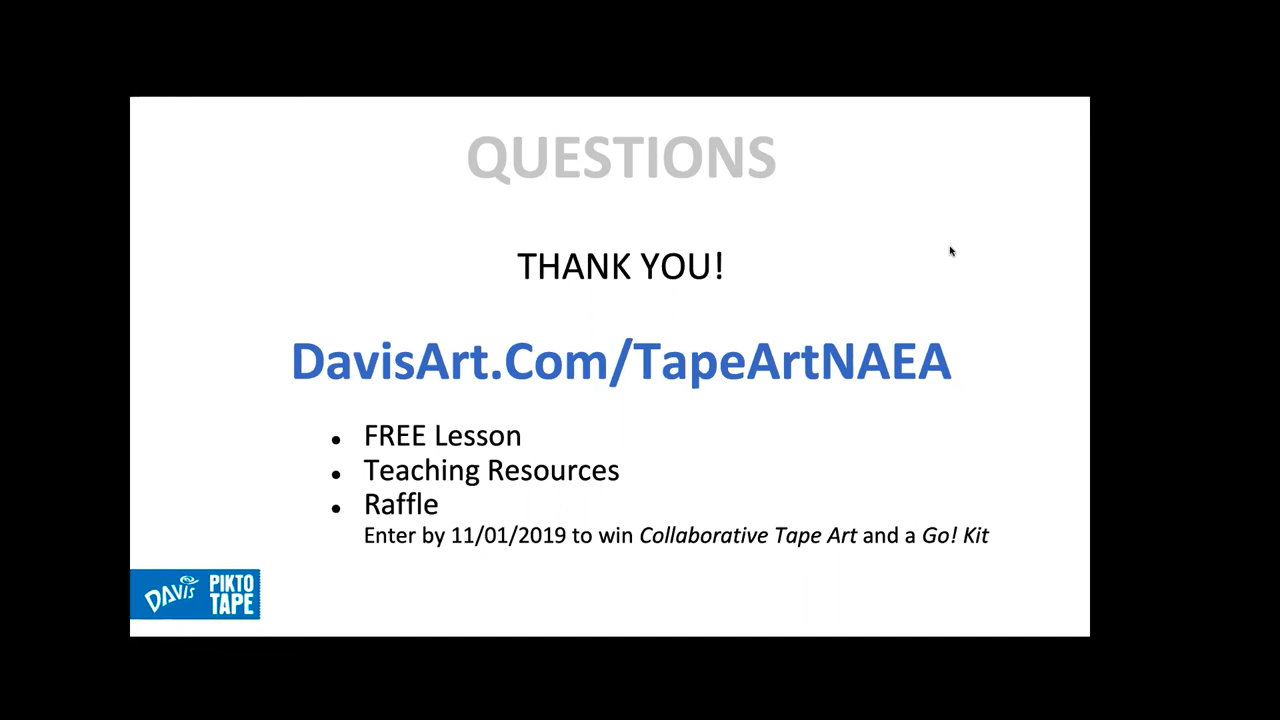 QUESTIONS
THANK YOU!
DavisArt.Com/TapeArtNAEA
• FREE Lesson
• Teaching Resources
• Raffle
Enter by 11/01/2019 to win Collaborative Tape Art and a Go! Kit
DAVIS PIKTO
TAPE